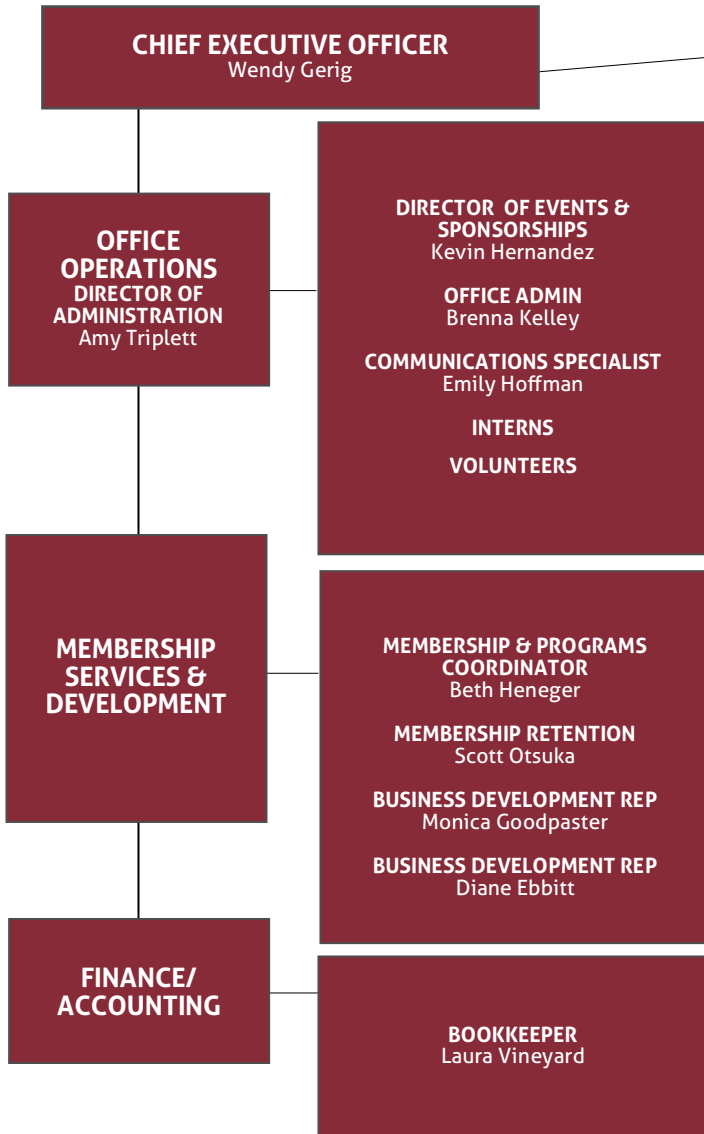 CHIEF EXECUTIVE OFFICER
Wendy Gerig
OFFICE
OPERATIONS
DIRECTOR OF
ADMINISTRATION
Amy Triplett
DIRECTOR OF EVENTS &
SPONSORSHIPS
Kevin Hernandez
OFFICE ADMIN
Brenna Kelley
COMMUNICATIONS SPECIALIST
Emily Hoffman
INTERNS
VOLUNTEERS
MEMBERSHIP
SERVICES &
DEVELOPMENT
MEMBERSHIP & PROGRAMS
COORDINATOR
Beth Heneger
MEMBERSHIP RETENTION
Scott Otsuka
BUSINESS DEVELOPMENT REP
Monica Goodpaster
BUSINESS DEVELOPMENT REP
Diane Ebbitt
FINANCE/
ACCOUNTING
BOOKKEEPER
Laura Vineyard